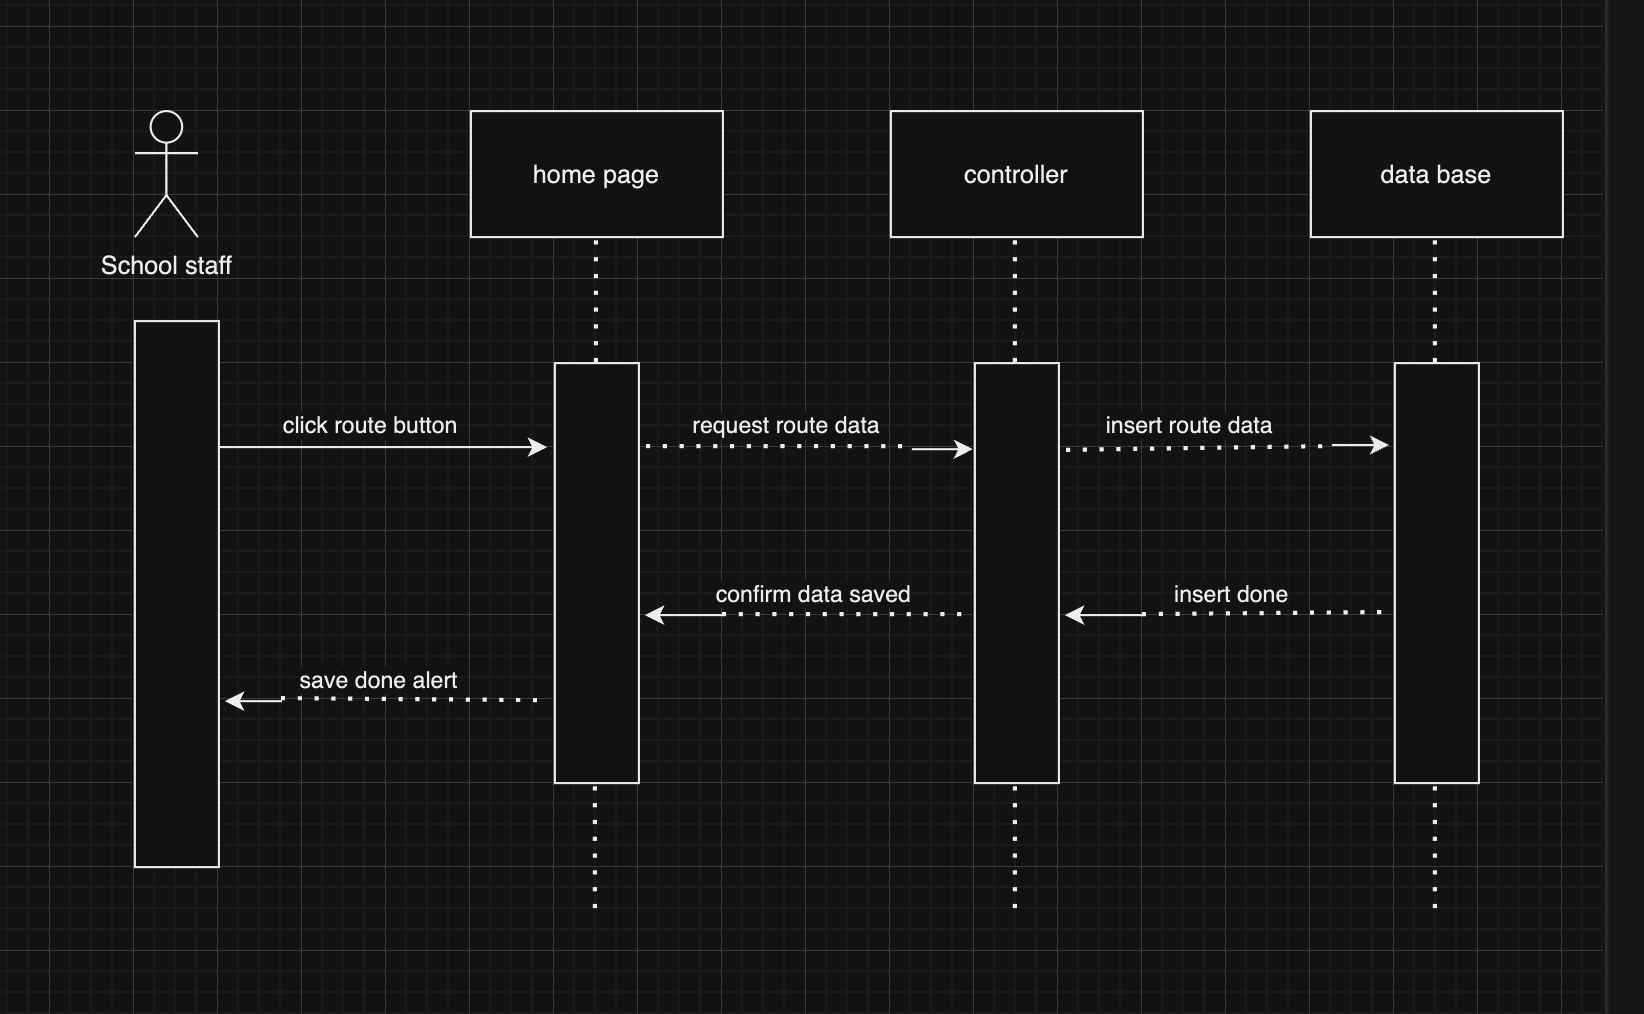 home page
controller
data base
School staff
click route button
request route data
insert route data
confirm data saved
insert done
save done alert